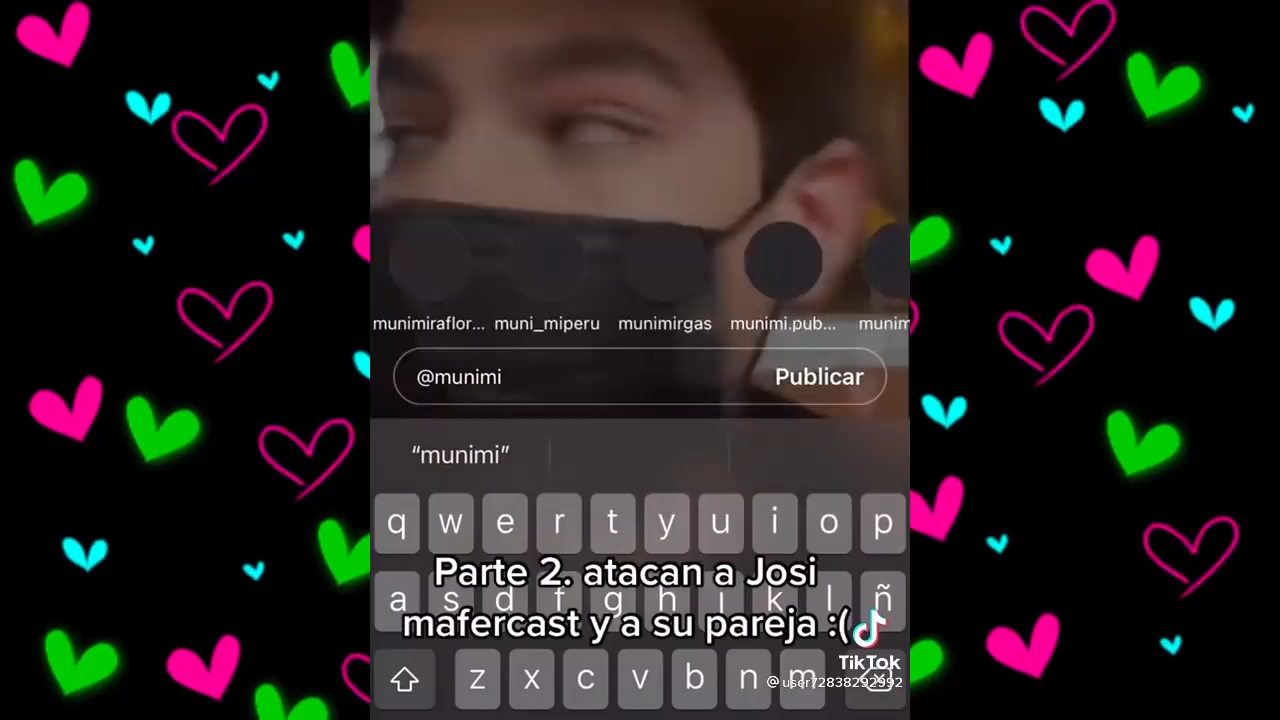 munimiraflor... muni_miperu munimirgas munimi.pub... munim
@munimi Publicar
“munimi”
q w e r t y u i o p
Parte 2. atacan a Josi
a s d f g h j k l ñ
mafercast y a su pareja :(
TikTok
z x c v b n m
@user72838292992